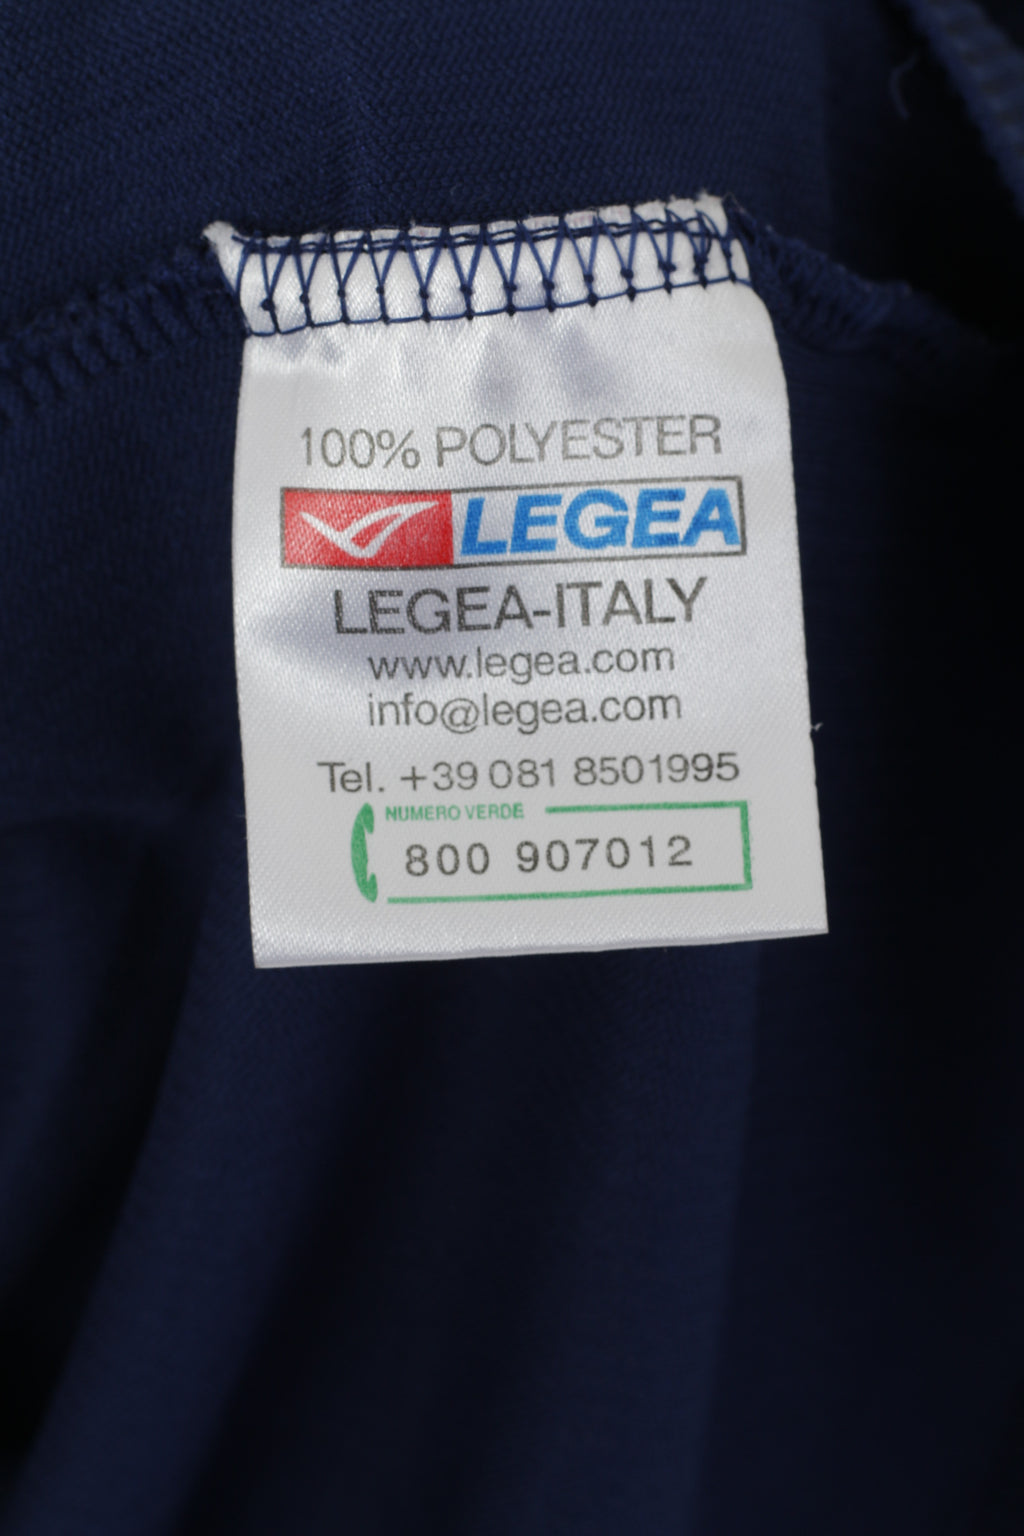 100% POLYESTER
LEGEA
LEGEA-ITALY
www.legea.com
info@legea.com
Tel. +39 081 8501995
NUMERO VERDE
800 907012